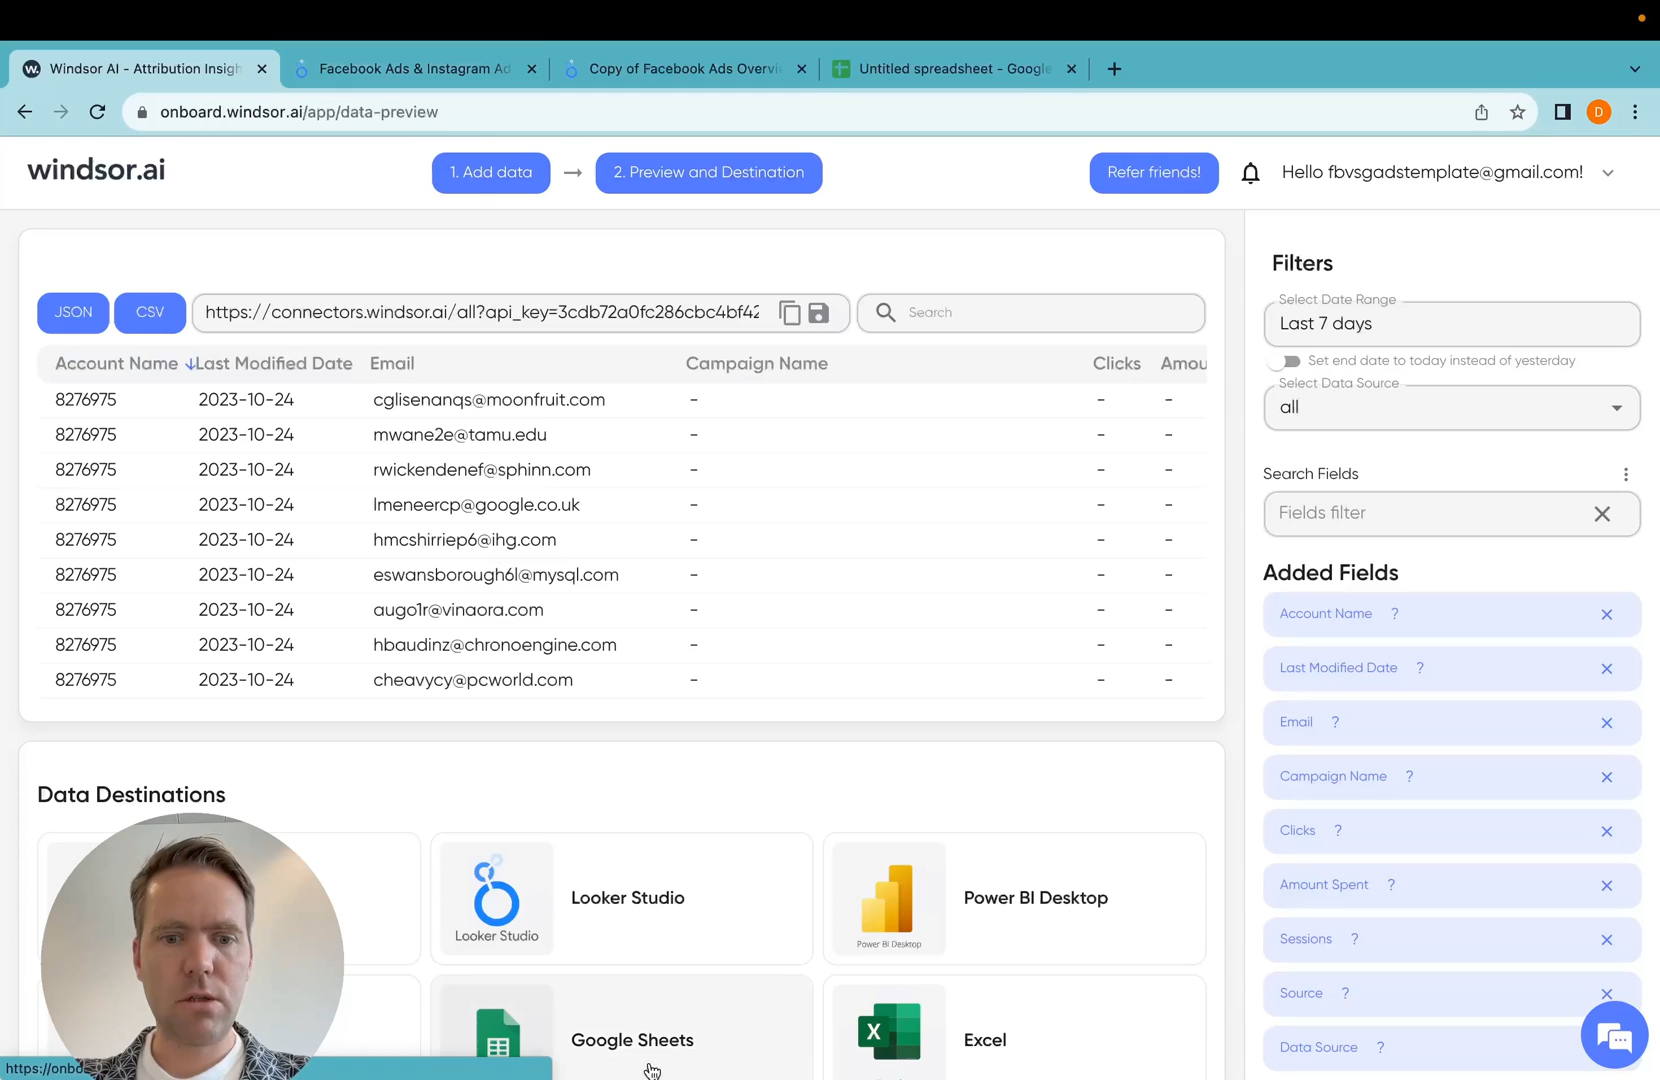 Windsor AI - Attribution Insigh
Facebook Ads & Instagram Ad
Copy of Facebook Ads Overvi
Untitled spreadsheet - Google
onboard.windsor.ai/app/data-preview
D
windsor.ai
1. Add data
2. Preview and Destination
Refer friends!
Hello fbvsgadstemplate@gmail.com!
JSON
CSV
https://connectors.windsor.ai/all?api_key=3cdb72a0fc286cbc4bf42
Search
Account Name Last Modified Date Email Campaign Name Clicks Amou
8276975 2023-10-24 cglisenanqs@moonfruit.com - - -
8276975 2023-10-24 mwane2e@tamu.edu - - -
8276975 2023-10-24 rwickendenef@sphinn.com - - -
8276975 2023-10-24 lmeneercp@google.co.uk - - -
8276975 2023-10-24 hmcshirriep6@ihg.com - - -
8276975 2023-10-24 eswansborough6l@mysql.com - - -
8276975 2023-10-24 augo1r@vinaora.com - - -
8276975 2023-10-24 hbaudinz@chronoengine.com - - -
8276975 2023-10-24 cheavycy@pcworld.com - - -
Data Destinations
Looker Studio
Looker Studio
Power BI Desktop
Power BI Desktop
Google Sheets
X
Excel
https://onbo
Filters
Select Date Range
Last 7 days
Set end date to today instead of yesterday
Select Data Source
all
Search Fields
Fields filter
Added Fields
Account Name ?
Last Modified Date ?
Email ?
Campaign Name ?
Clicks ?
Amount Spent ?
Sessions ?
Source ?
Data Source ?